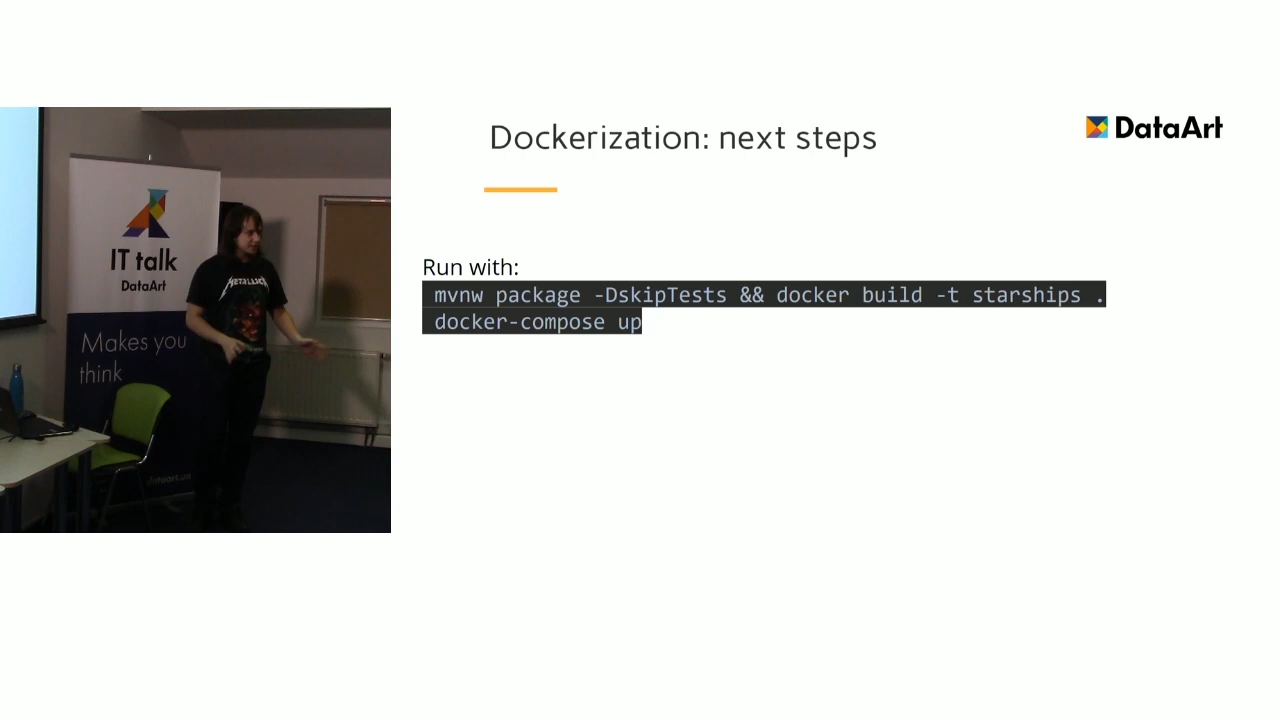 Dockerization: next steps
DataArt
Run with:
mvnw package -DskipTests && docker build -t starships .
docker-compose up
IT talk
DataArt
METALLICA
Makes you
think